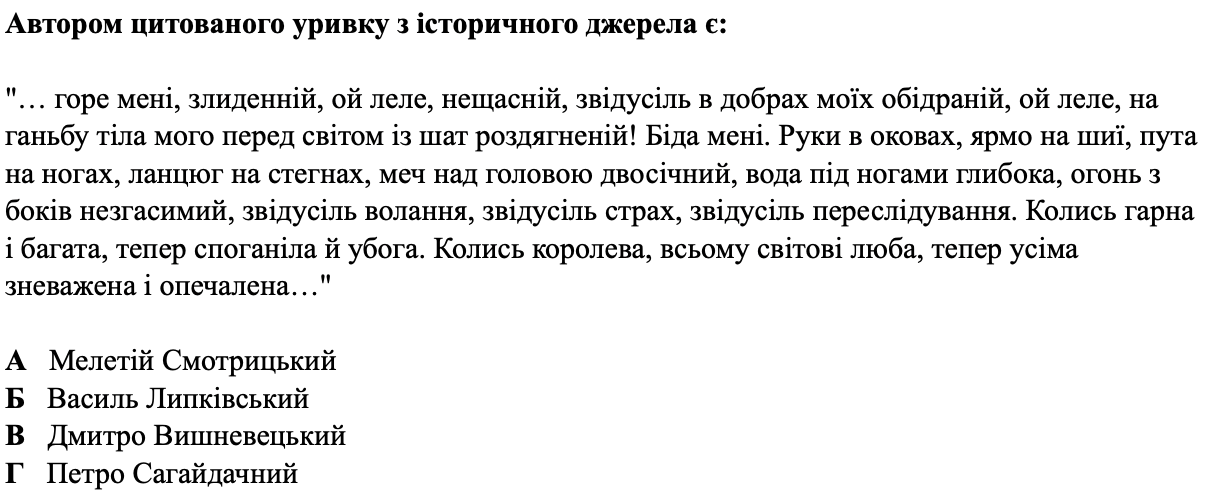 Автором цитованого уривку з історичного джерела є:
"… горе мені, злиденній, ой леле, нещасній, звідусіль в добрах моїх обідраній, ой леле, на
ганьбу тіла мого перед світом із шат роздягненій! Біда мені. Руки в оковах, ярмо на шиї, пута
на ногах, ланцюг на стегнах, меч над головою двосічний, вода під ногами глибока, огонь з
боків незгасимий, звідусіль волання, звідусіль страх, звідусіль переслідування. Колись гарна
і багата, тепер споганіла й убога. Колись королева, всьому світові люба, тепер усіма
зневажена і опечалена…"
А Мелетій Смотрицький
Б Василь Липківський
В Дмитро Вишневецький
Г Петро Сагайдачний